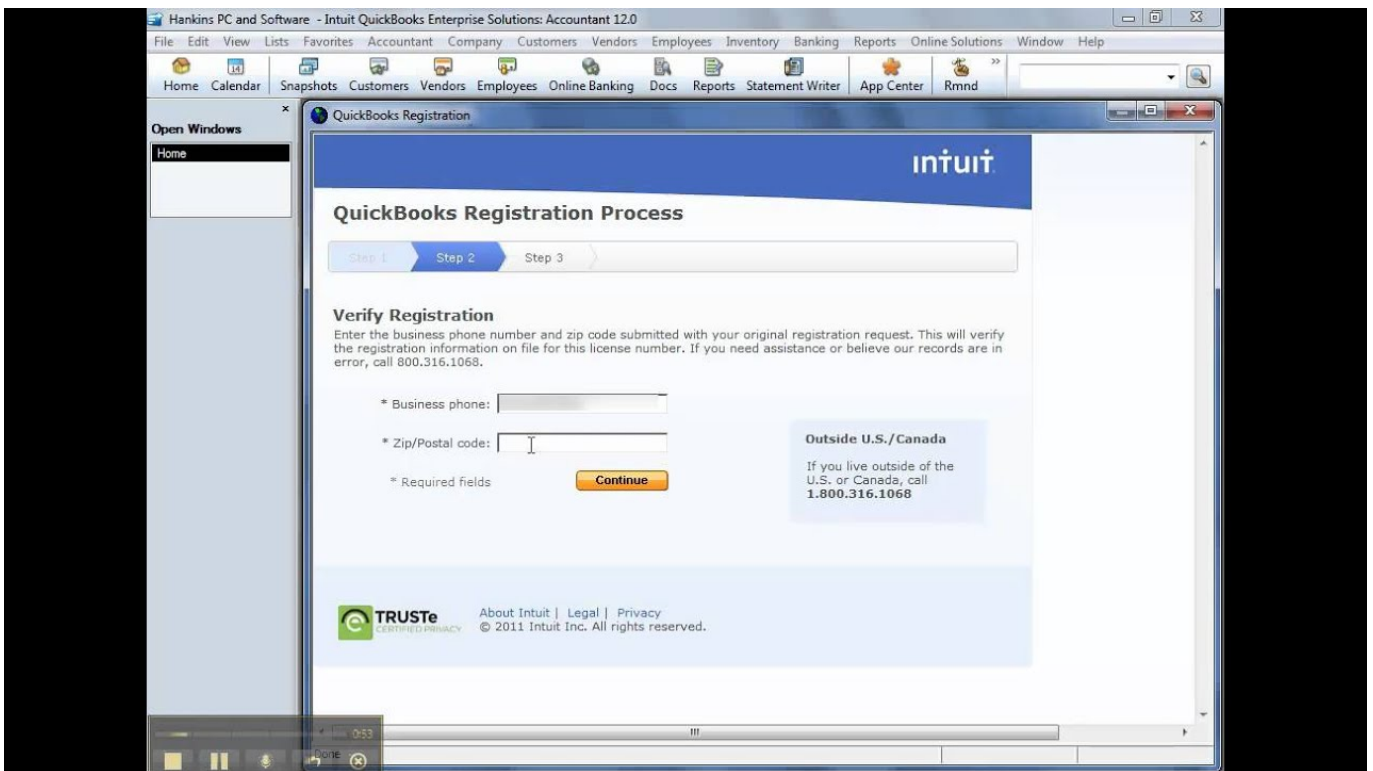 Hankins PC and Software - Intuit QuickBooks Enterprise Solutions: Accountant 12.0
File Edit View Lists Favorites Accountant Company Customers Vendors Employees Inventory Banking Reports Online Solutions Window Help
14
Home Calendar Snapshots Customers Vendors Employees Online Banking Docs Reports Statement Writer App Center Rmnd »
Open Windows
×
Home
QuickBooks Registration
intuit
QuickBooks Registration Process
Step 1 Step 2 Step 3
Verify Registration
Enter the business phone number and zip code submitted with your original registration request. This will verify
the registration information on file for this license number. If you need assistance or believe our records are in
error, call 800.316.1068.
* Business phone:
* Zip/Postal code:
* Required fields Continue
Outside U.S./Canada
If you live outside of the
U.S. or Canada, call
1.800.316.1068
TRUSTe
CERTIFIED PRIVACY
About Intuit | Legal | Privacy
© 2011 Intuit Inc. All rights reserved.
0:53
Done